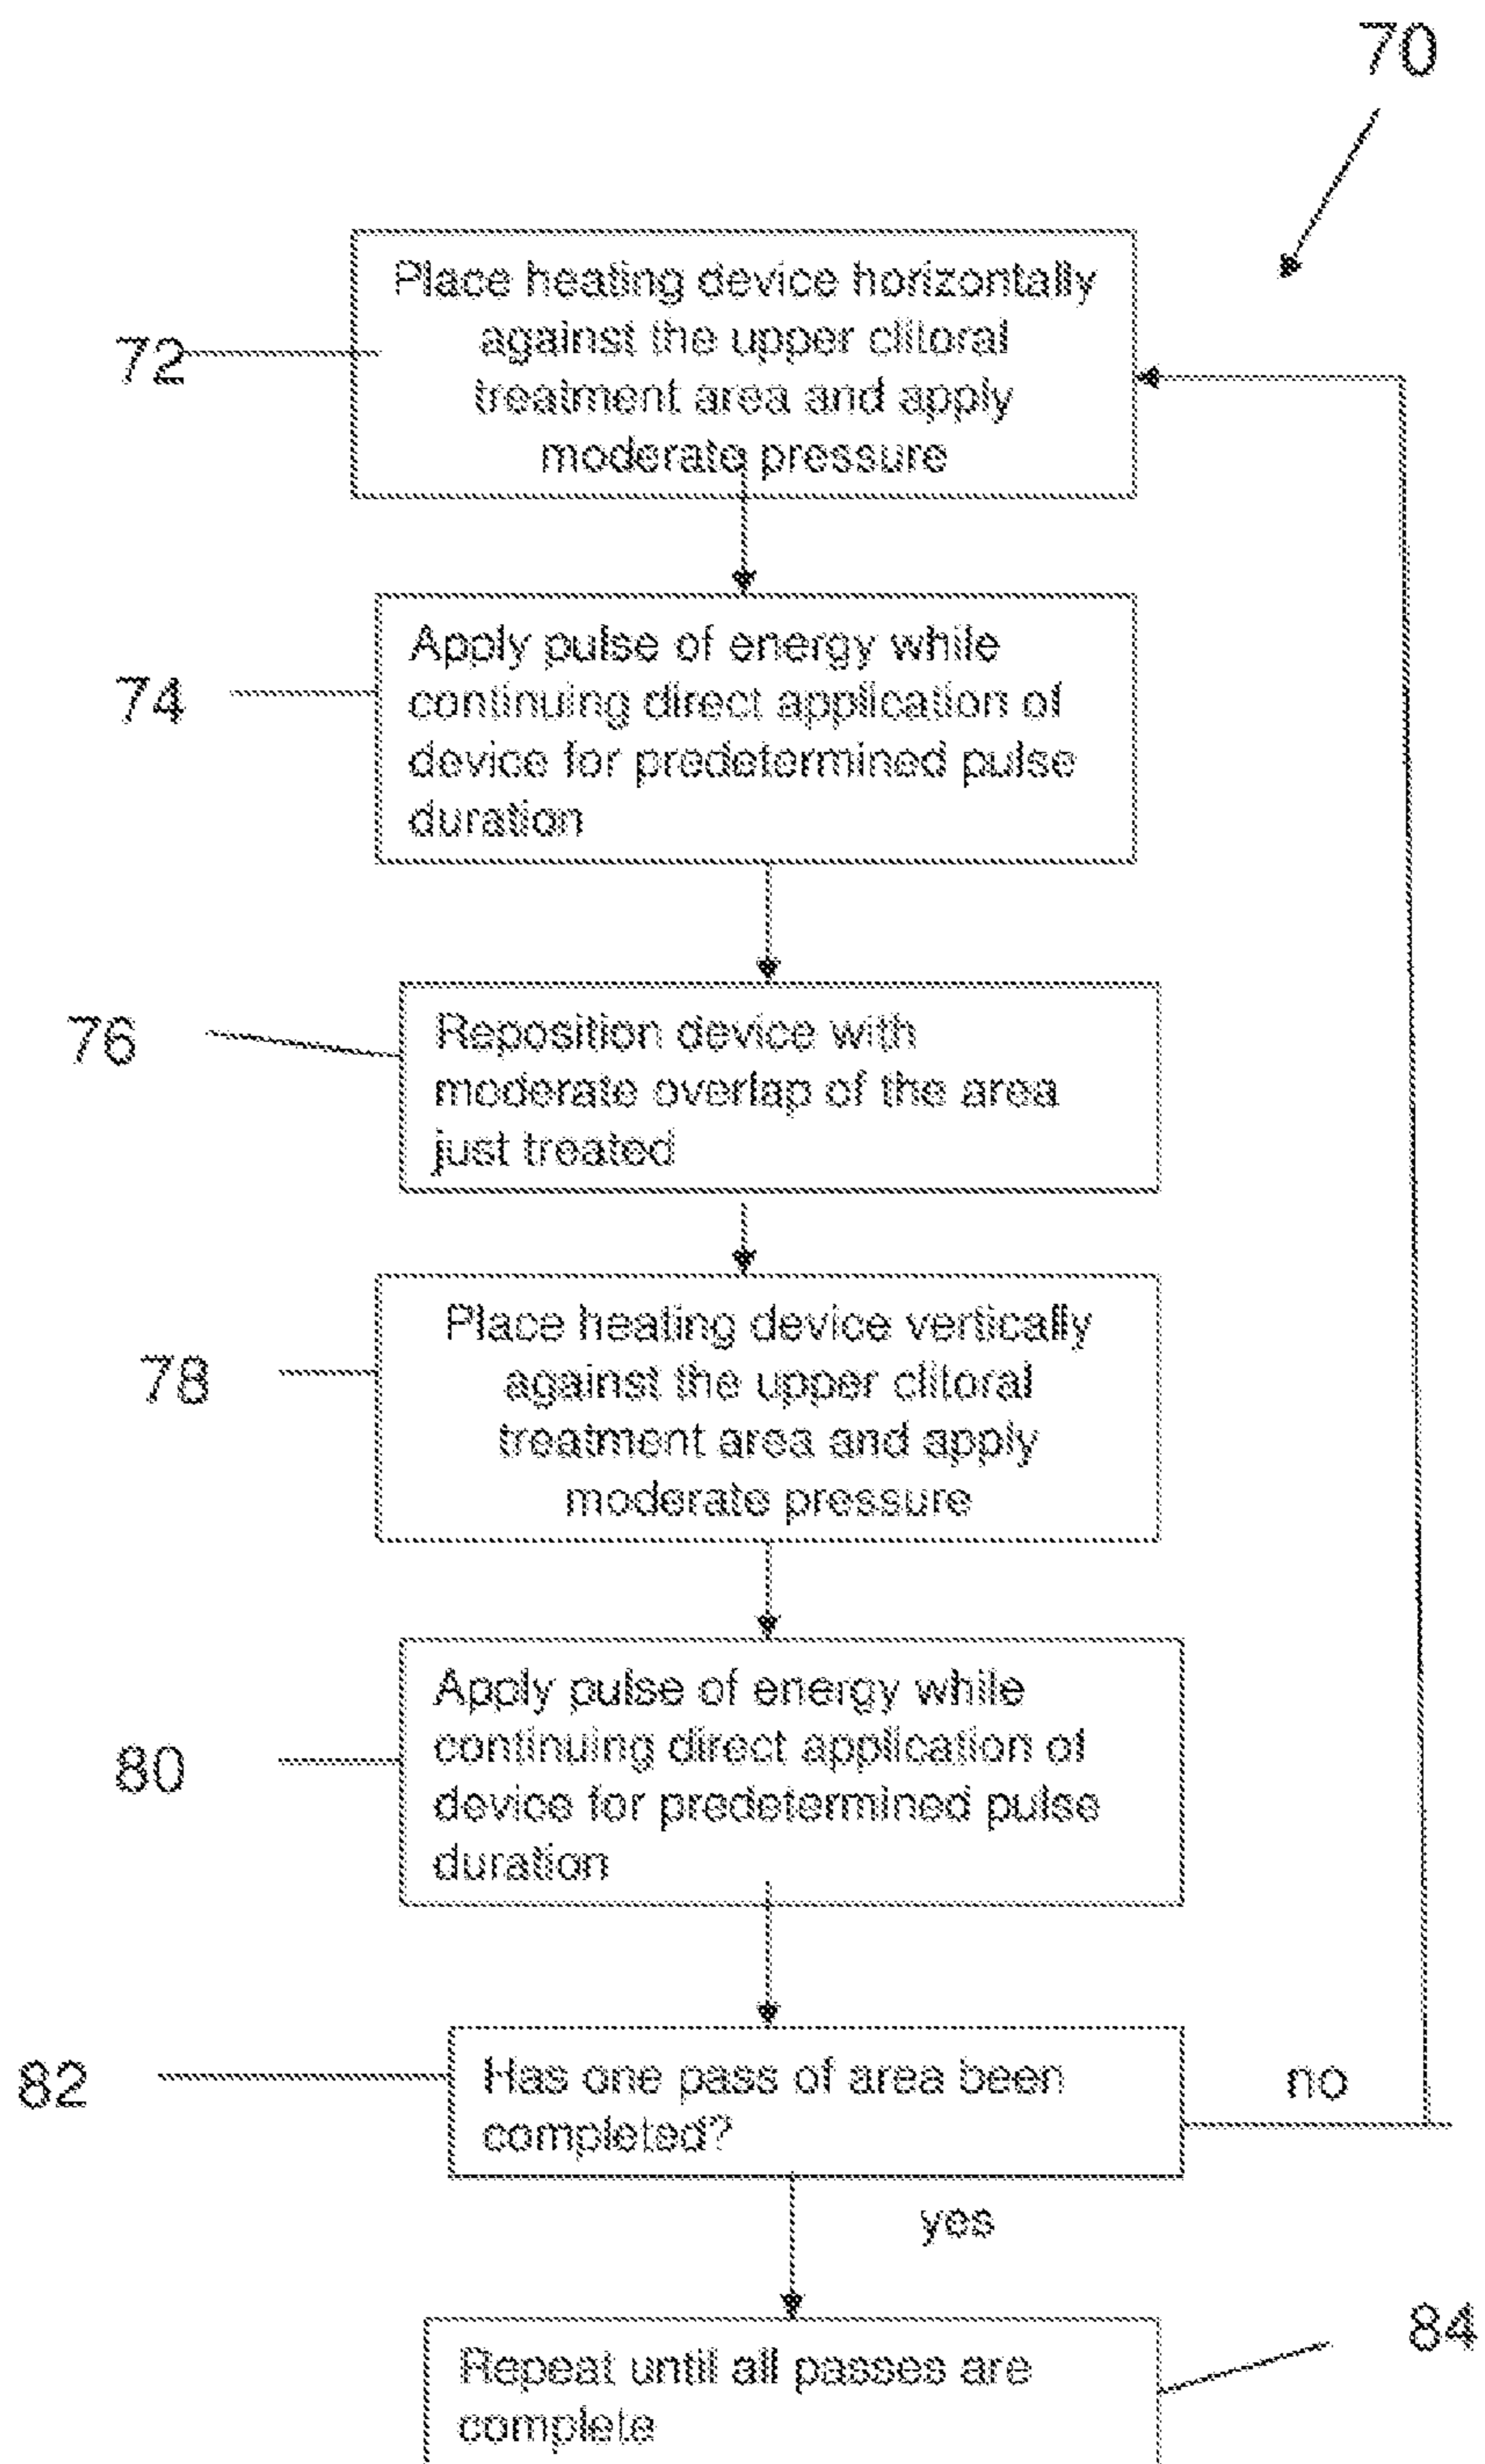 70
72
Place heating device horizontally
against the upper clitoral
treatment area and apply
moderate pressure
74
Apply pulse of energy while
continuing direct application of
device for predetermined pulse
duration
76
Reposition device with
moderate overlap of the area
just treated
78
Place heating device vertically
against the upper clitoral
treatment area and apply
moderate pressure
80
Apply pulse of energy while
continuing direct application of
device for predetermined pulse
duration
82
Has one pass of area been
completed?
no
yes
84
Repeat until all passes are
complete